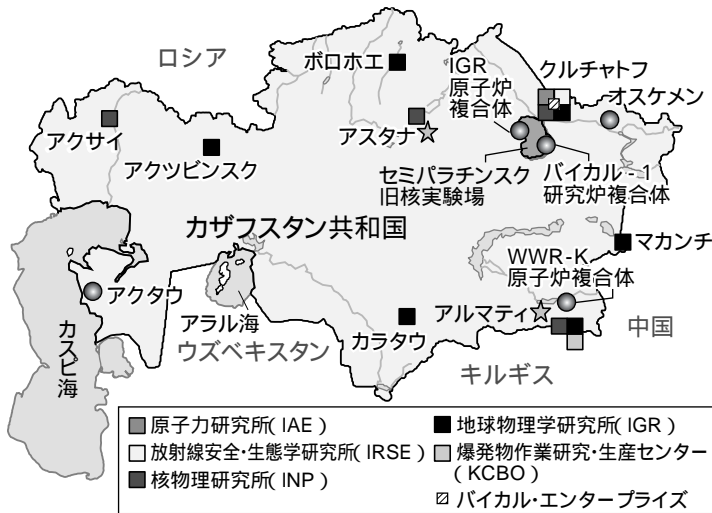 ロシア
ボロホエ
IGR
原子炉
複合体
クルチャトフ
オスケメン
アクサイ
アクツビンスク
アスタナ
セミパラチンスク
旧核実験場
バイカル-1
研究炉複合体
カザフスタン共和国
マカンチ
WWR-K
原子炉複合体
アクタウ
アラル海
カスピ海
ウズベキスタン
カラタウ
アルマティ
中国
キルギス
原子力研究所(IAE)
放射線安全・生態学研究所(IRSE)
核物理研究所(INP)
地球物理学研究所(IGR)
爆発物作業研究・生産センター
(KCBO)
バイカル・エンタープライズ